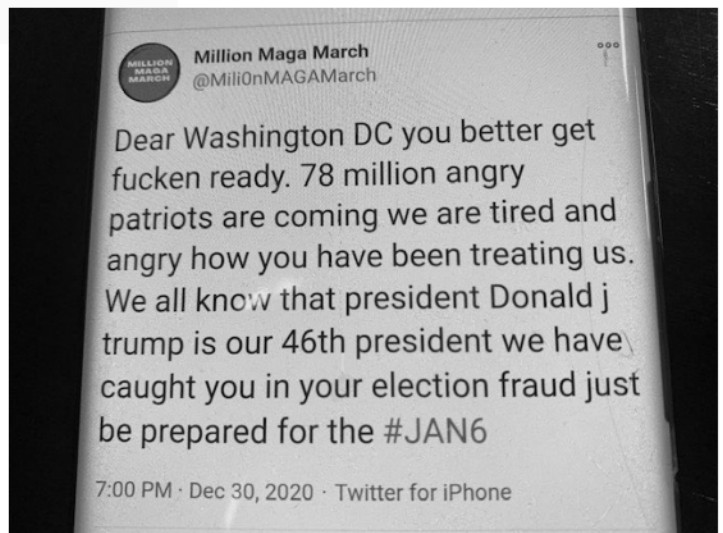 MILLION
MAGA
MARCH
Million Maga March
@Mili0nMAGAMarch
Dear Washington DC you better get
fucken ready. 78 million angry
patriots are coming we are tired and
angry how you have been treating us.
We all know that president Donald j
trump is our 46th president we have
caught you in your election fraud just
be prepared for the #JAN6
7:00 PM · Dec 30, 2020 · Twitter for iPhone